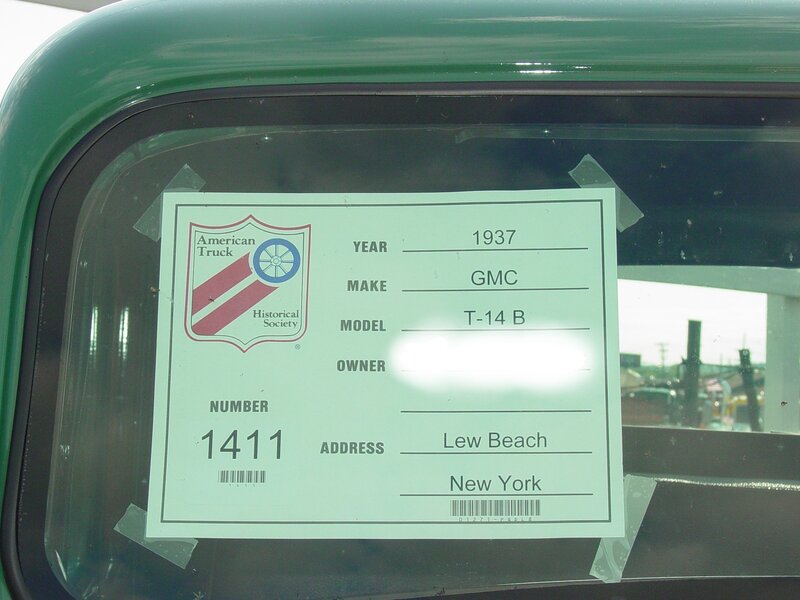 American
Truck
Historical
Society
®
YEAR 1937
MAKE GMC
MODEL T-14 B
OWNER
NUMBER
1411
ADDRESS Lew Beach
New York